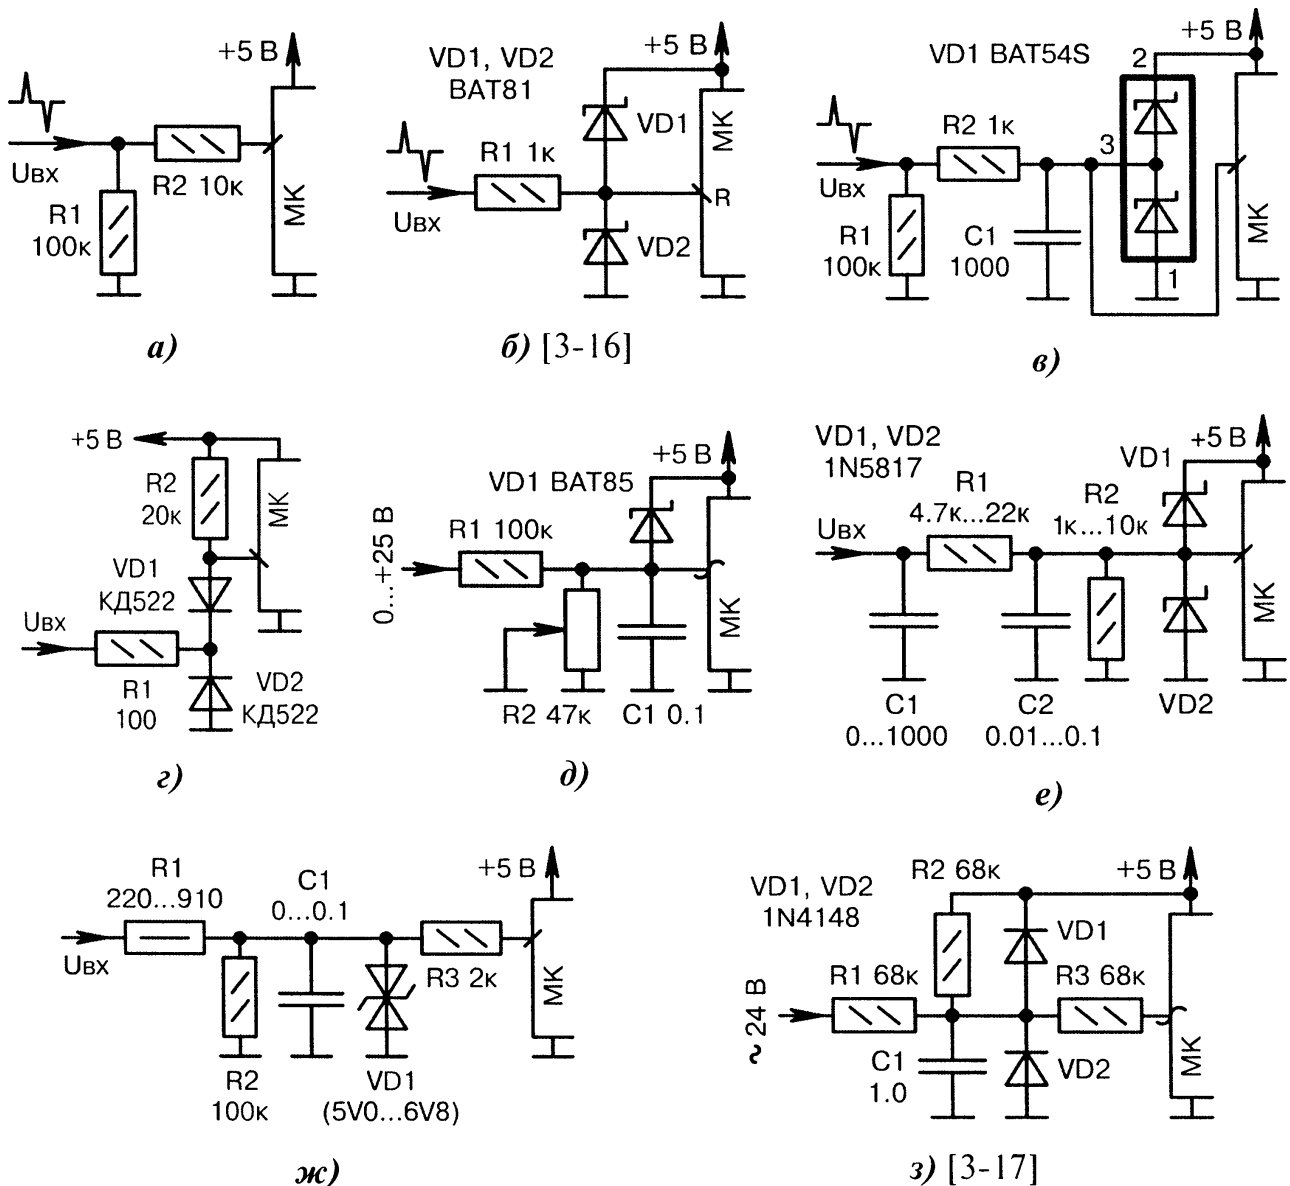 +5 В
Uвх
R2 10к
R1
100к
МК
а)
VD1, VD2
BAT81
+5 В
VD1
R1 1к
Uвх
R
VD2
МК
б) [3-16]
VD1 BAT54S
+5 В
2
R2 1к
3
Uвх
R1
100к
C1
1000
1
МК
в)
+5 В
R2
20к
МК
VD1
КД522
Uвх
R1
100
VD2
КД522
г)
+5 В
VD1 BAT85
R1 100к
0...+25 В
МК
R2 47к
C1 0.1
д)
VD1, VD2
1N5817
+5 В
VD1
R1
4.7к...22к
R2
1к...10к
Uвх
МК
C1
0...1000
C2
0.01...0.1
VD2
е)
+5 В
R1
220...910
C1
0...0.1
Uвх
R3 2к
МК
R2
100к
VD1
(5V0...6V8)
ж)
VD1, VD2
1N4148
R2 68к
+5 В
VD1
R1 68к
R3 68к
~24 В
C1
1.0
VD2
МК
з) [3-17]